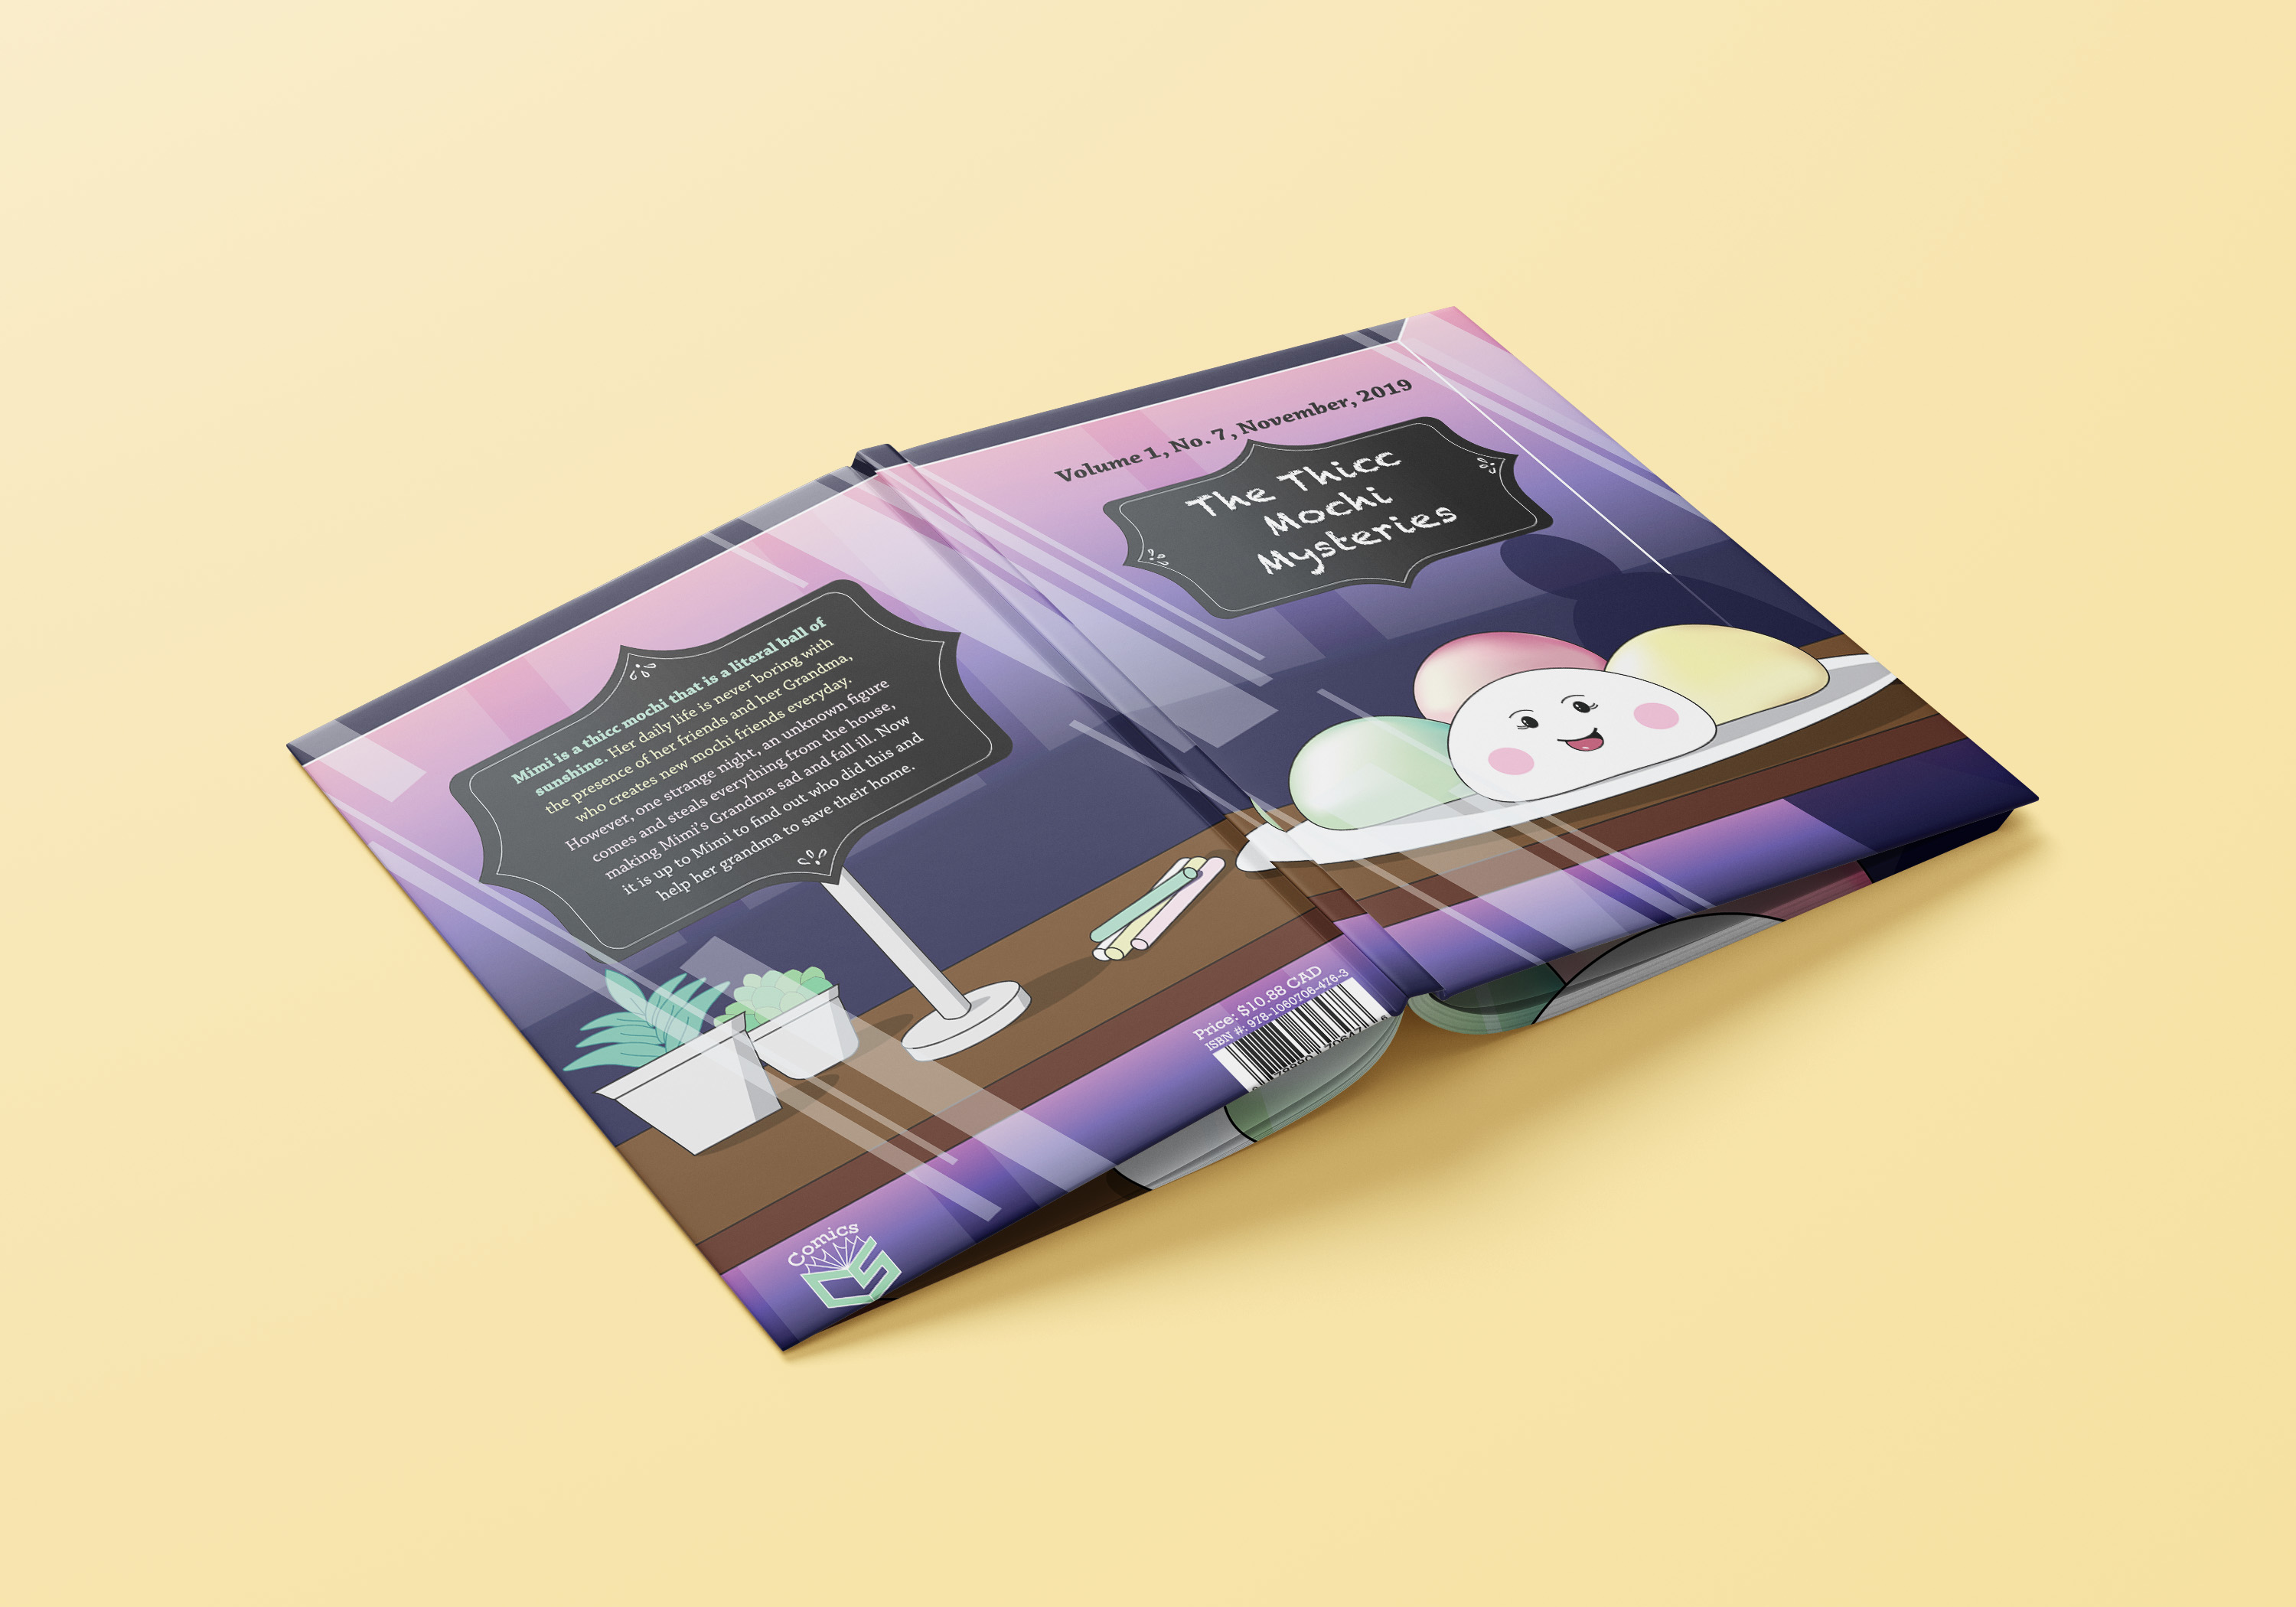 Volume 1, No. 7, November, 2019
The Thicc
Mochi
Mysteries
Mimi is a thicc mochi that is a literal ball of
sunshine. Her daily life is never boring with
the presence of her friends and her Grandma,
who creates new mochi friends everyday.
However, one strange night, an unknown figure
comes and steals everything from the house,
making Mimi's Grandma sad and fall ill. Now
it is up to Mimi to find out who did this and
help her grandma to save their home.
Price: $10.88 CAD
ISBN #: 978-1060706-476-3
Comics
CS